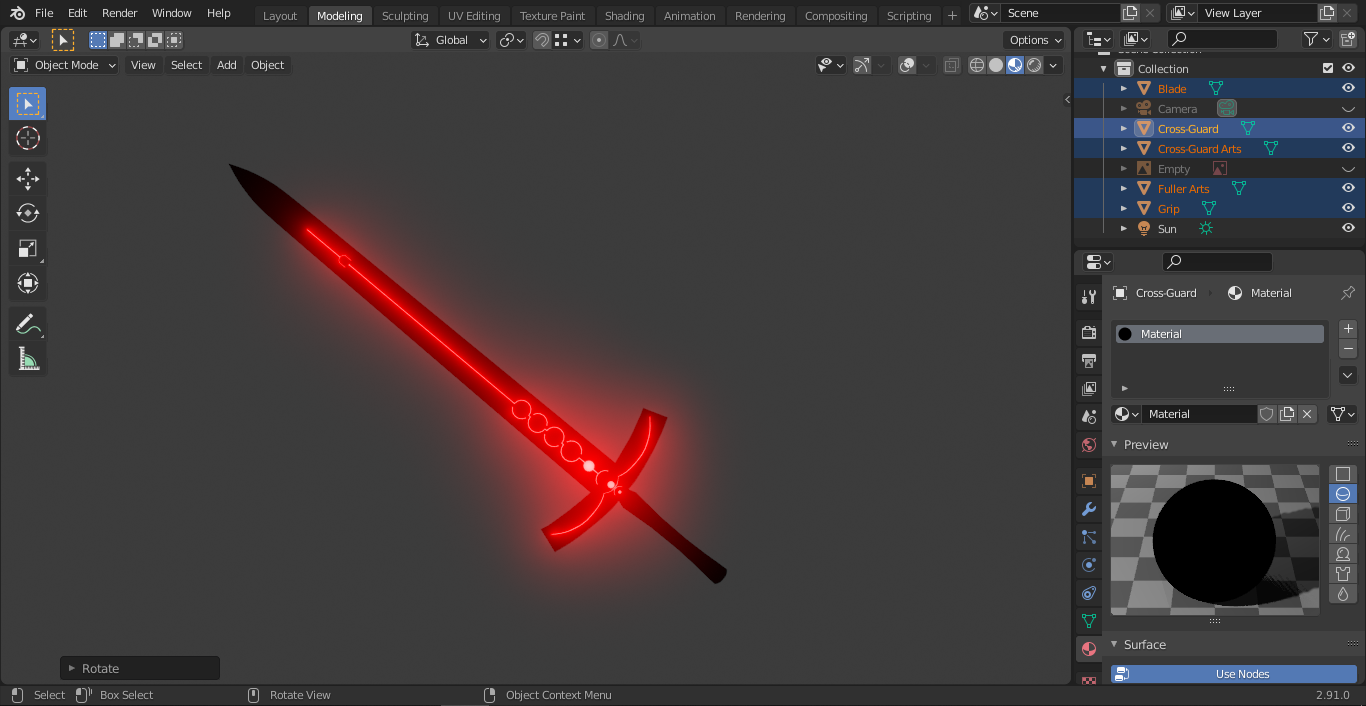 File Edit Render Window Help Layout Modeling Sculpting UV Editing Texture Paint Shading Animation Rendering Compositing Scripting + Scene View Layer
Global Options
Object Mode View Select Add Object
Collection
Blade
Camera
Cross-Guard
Cross-Guard Arts
Empty
Fuller Arts
Grip
Sun
Cross-Guard Material
Material
Material
Preview
Surface
Use Nodes
Rotate
Select Box Select Rotate View Object Context Menu 2.91.0